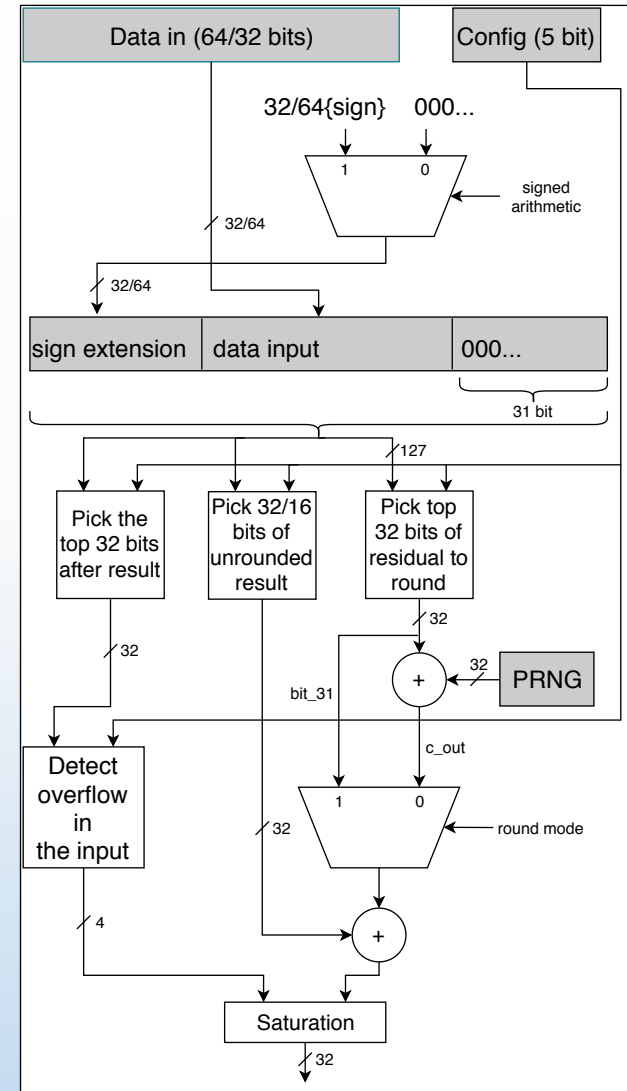 Data in (64/32 bits)
Config (5 bit)
32/64{sign}
000...
1
0
signed
arithmetic
32/64
32/64
sign extension
data input
000...
31 bit
127
Pick the
top 32 bits
after result
Pick 32/16
bits of
unrounded
result
Pick top
32 bits of
residual to
round
32
32
+
32
PRNG
bit_31
c_out
Detect
overflow
in
the input
1
0
32
round mode
4
+
Saturation
32